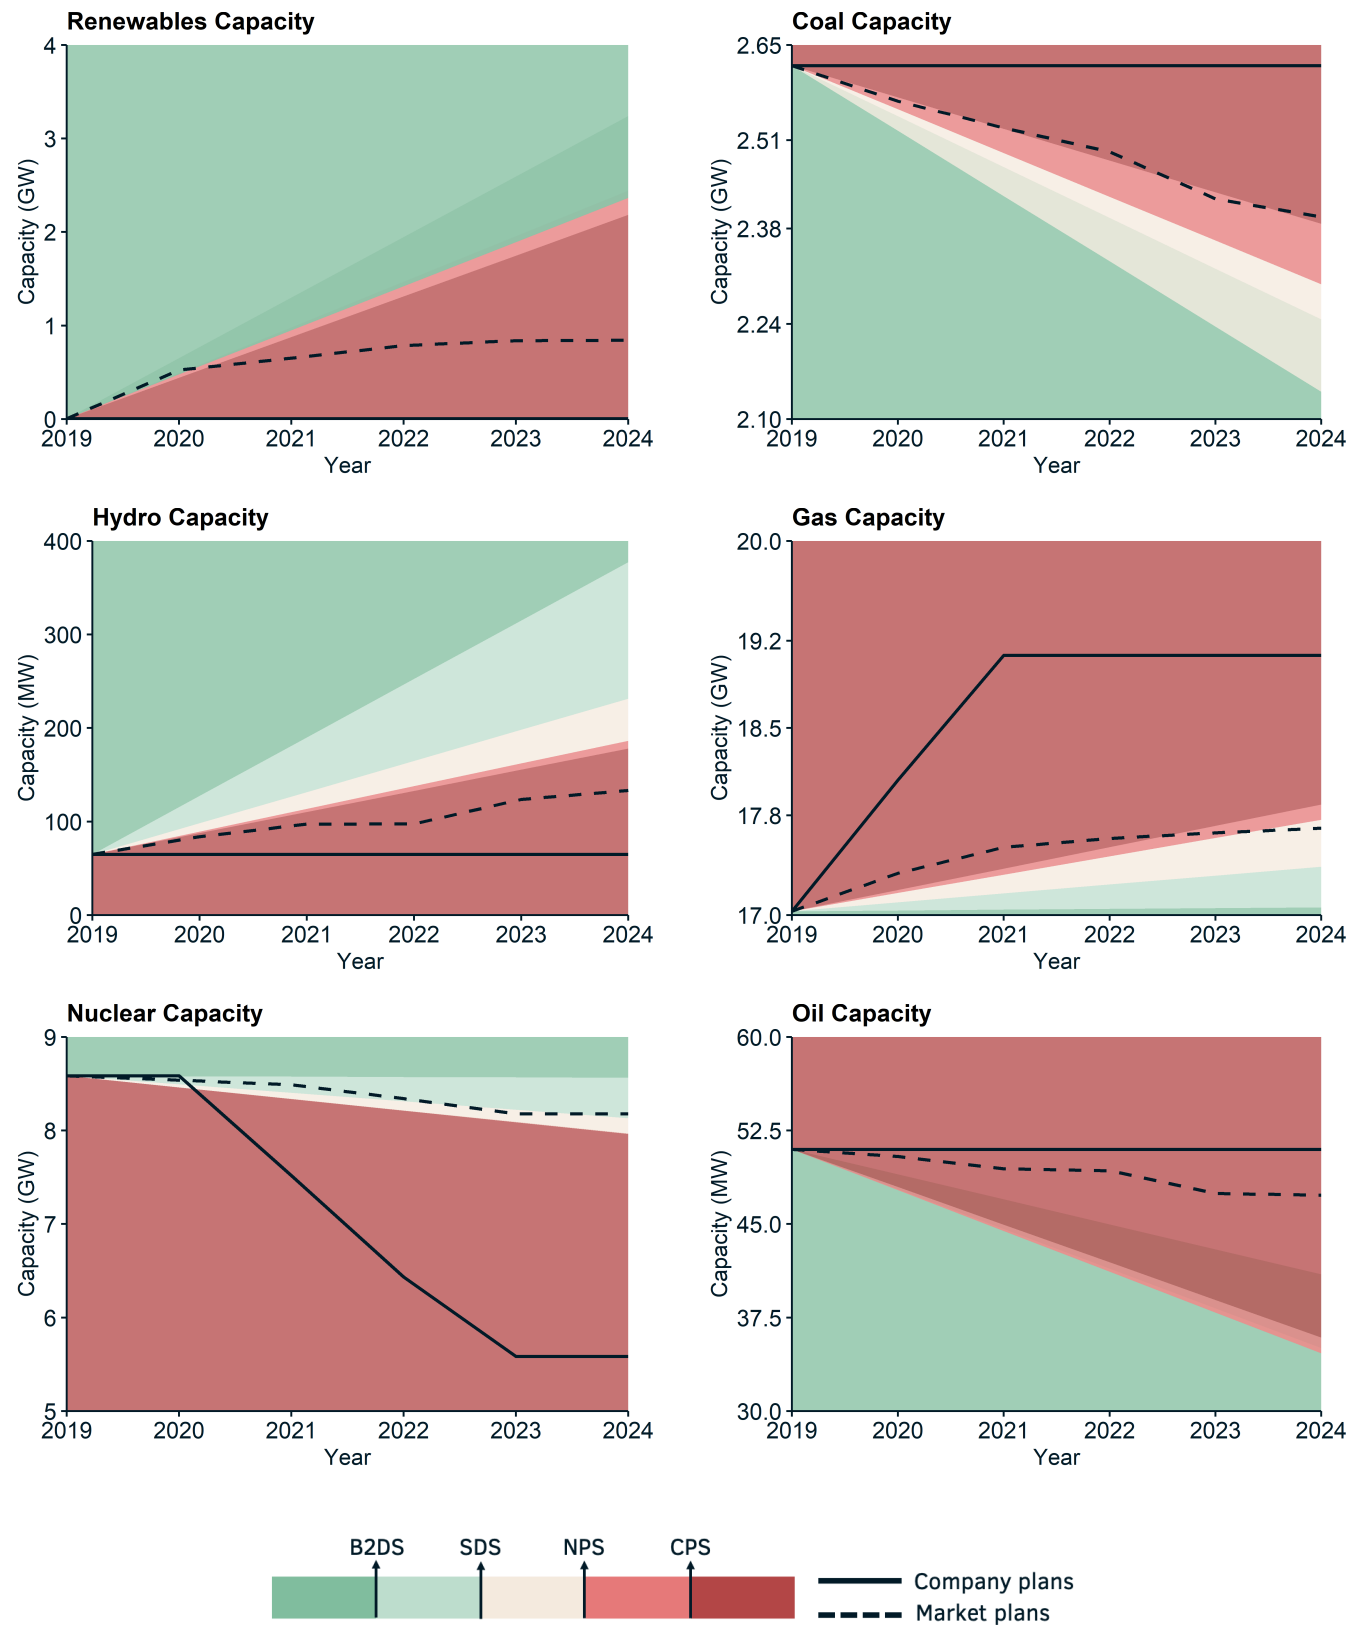 Renewables Capacity
Capacity (GW)
4
3
2
1
0
2019 2020 2021 2022 2023 2024
Year
Coal Capacity
Capacity (GW)
2.65
2.51
2.38
2.24
2.10
2019 2020 2021 2022 2023 2024
Year
Hydro Capacity
Capacity (MW)
400
300
200
100
0
2019 2020 2021 2022 2023 2024
Year
Gas Capacity
Capacity (GW)
20.0
19.2
18.5
17.8
17.0
2019 2020 2021 2022 2023 2024
Year
Nuclear Capacity
Capacity (GW)
9
8
7
6
5
2019 2020 2021 2022 2023 2024
Year
Oil Capacity
Capacity (MW)
60.0
52.5
45.0
37.5
30.0
2019 2020 2021 2022 2023 2024
Year
B2DS SDS NPS CPS
Company plans
Market plans